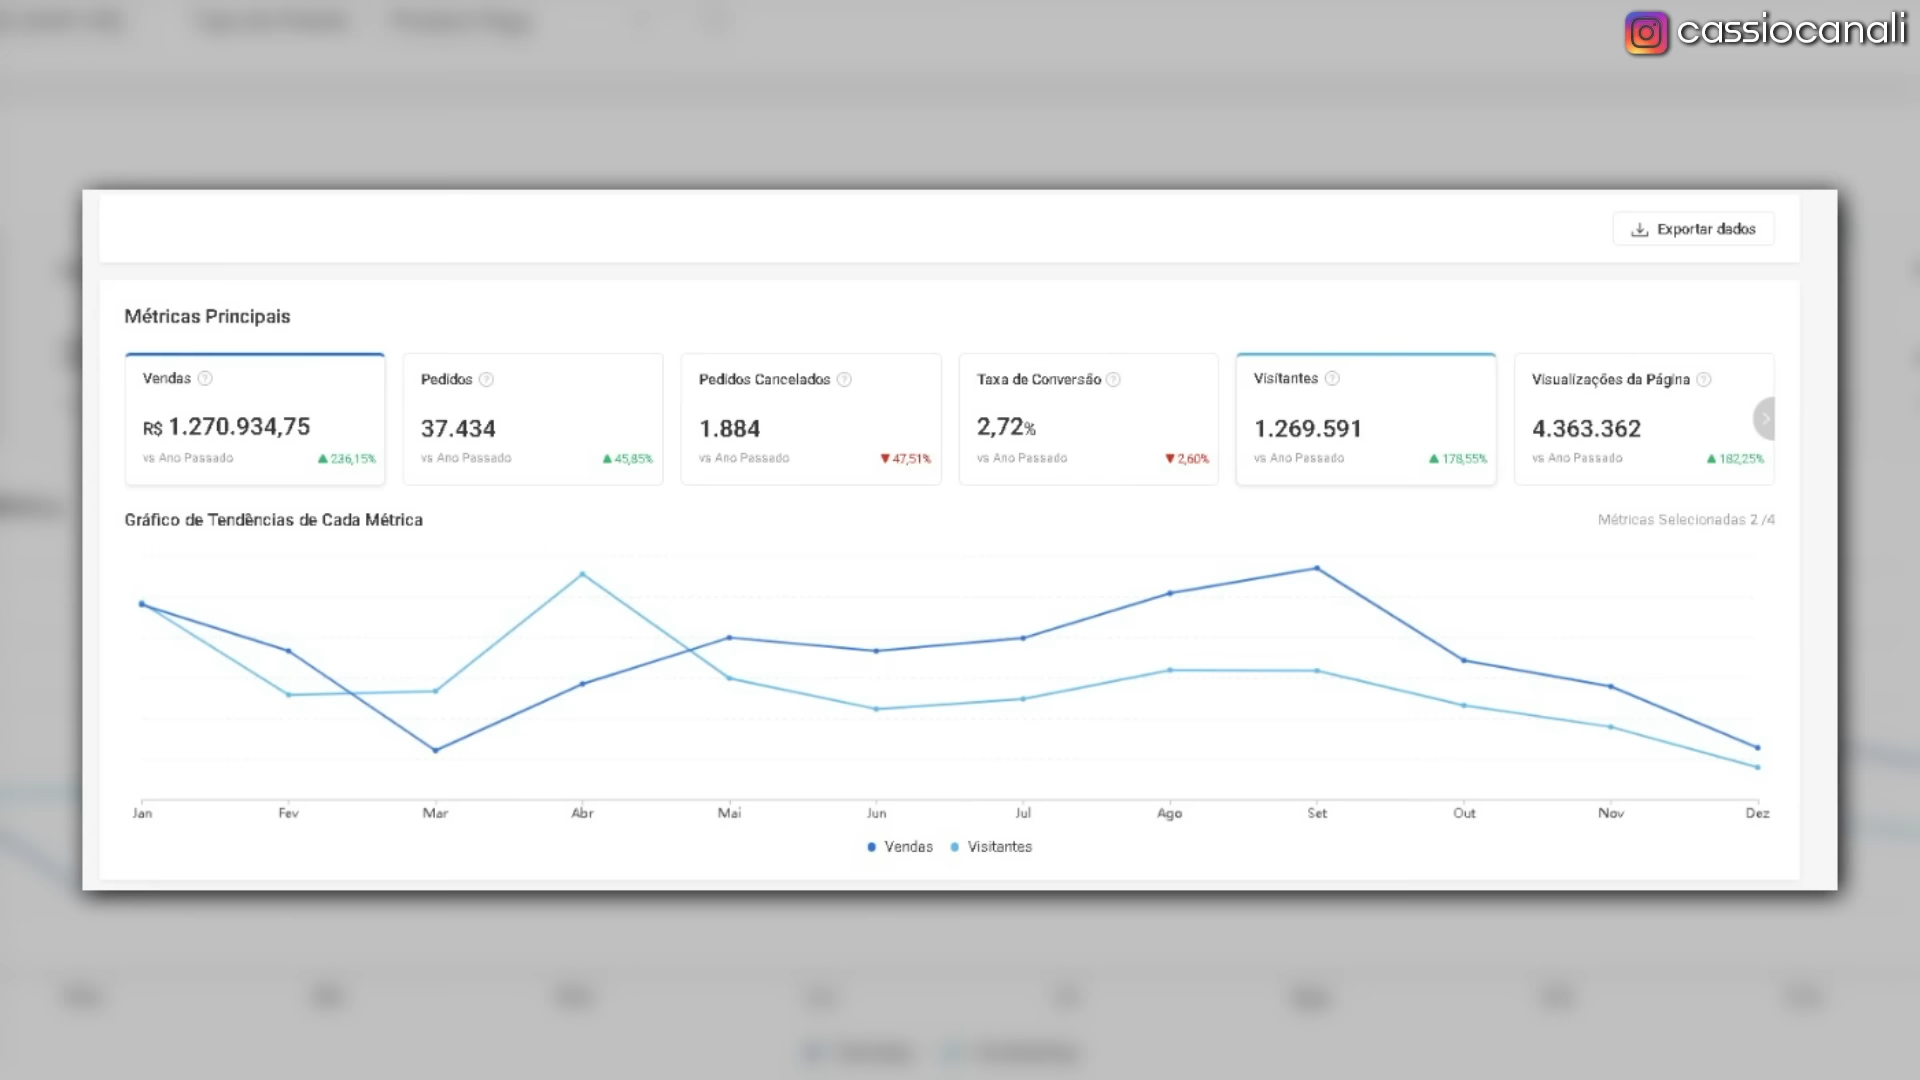 cassiocanali
Exportar dados
Métricas Principais
Vendas
R$ 1.270.934,75
vs Ano Passado
236,15%
Pedidos
37.434
vs Ano Passado
45,85%
Pedidos Cancelados
1.884
vs Ano Passado
47,51%
Taxa de Conversão
2,72%
vs Ano Passado
2,60%
Visitantes
1.269.591
vs Ano Passado
178,55%
Visualizações da Página
4.363.362
vs Ano Passado
182,25%
Gráfico de Tendências de Cada Métrica
Métricas Selecionadas 2 /4
Jan Fev Mar Abr Mai Jun Jul Ago Set Out Nov Dez
Vendas Visitantes